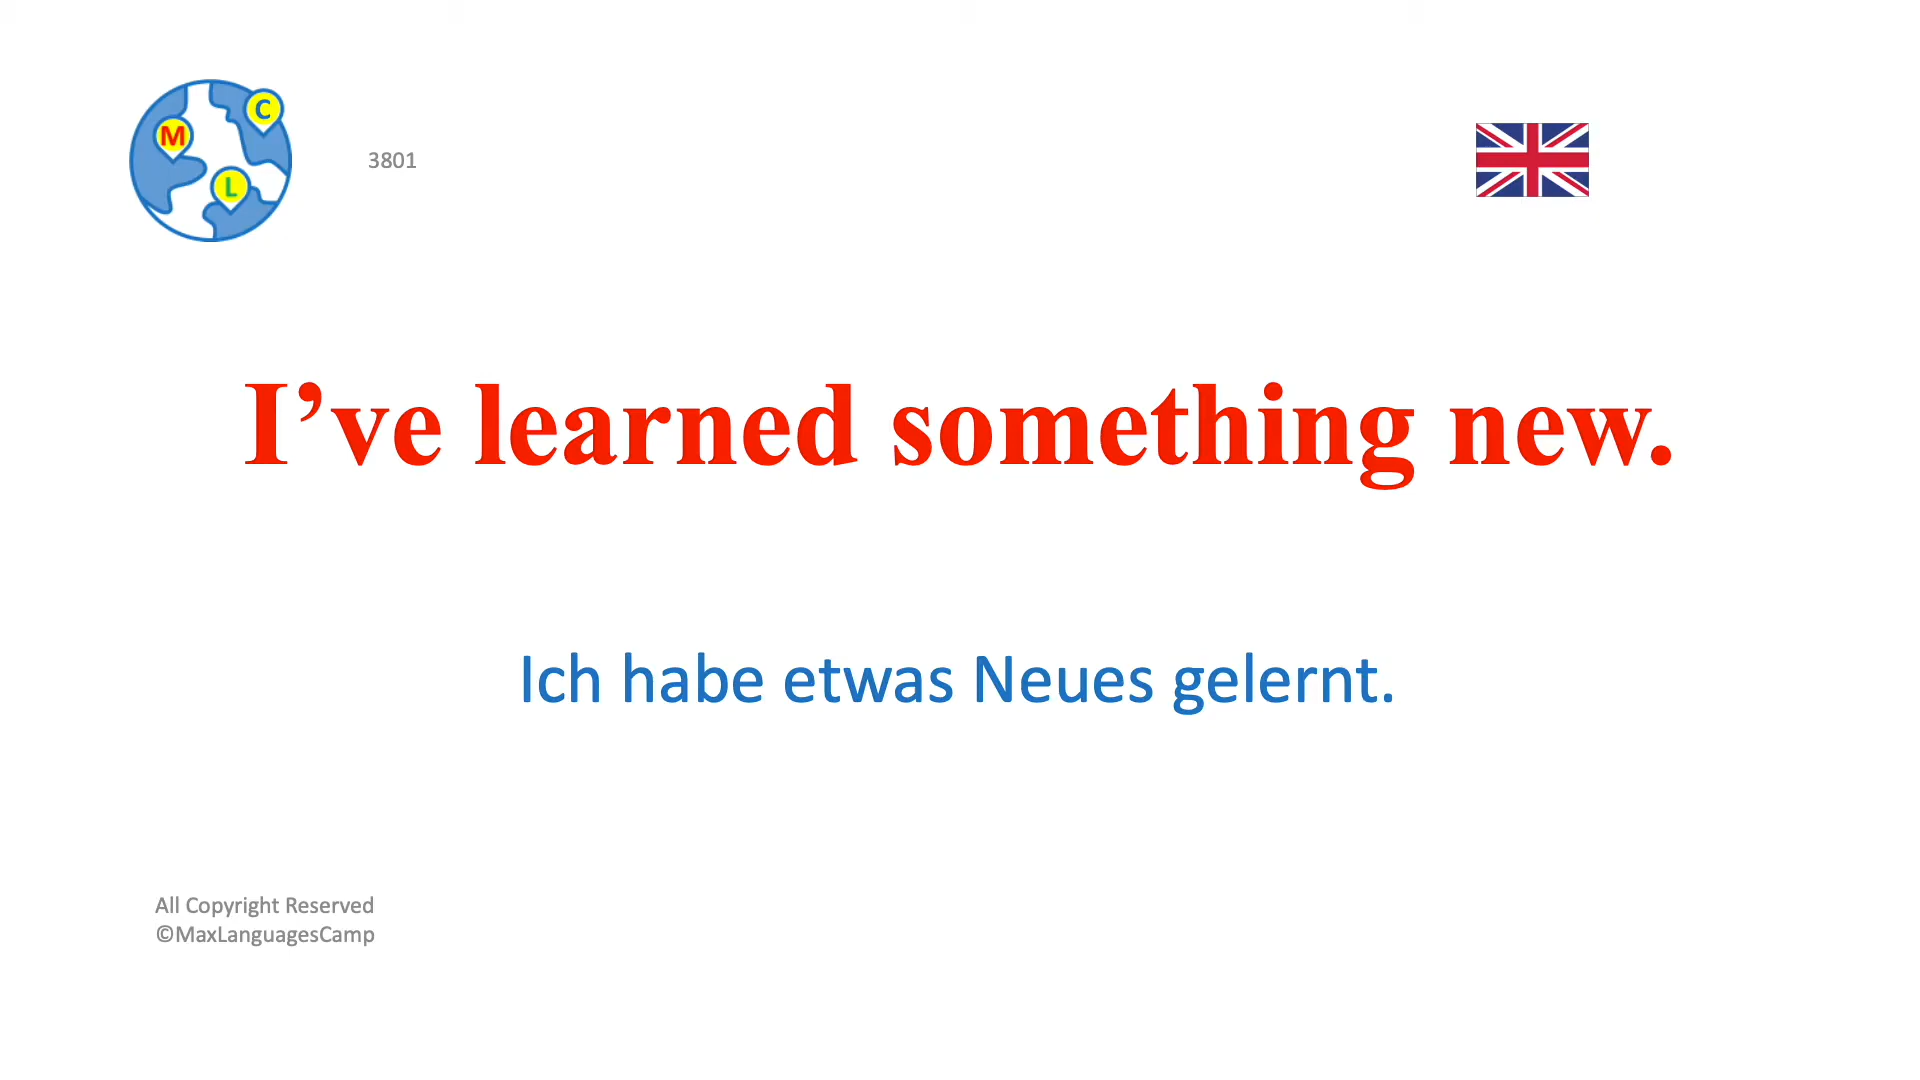 C
M
L
3801
I’ve learned something new.
Ich habe etwas Neues gelernt.
All Copyright Reserved
©MaxLanguagesCamp